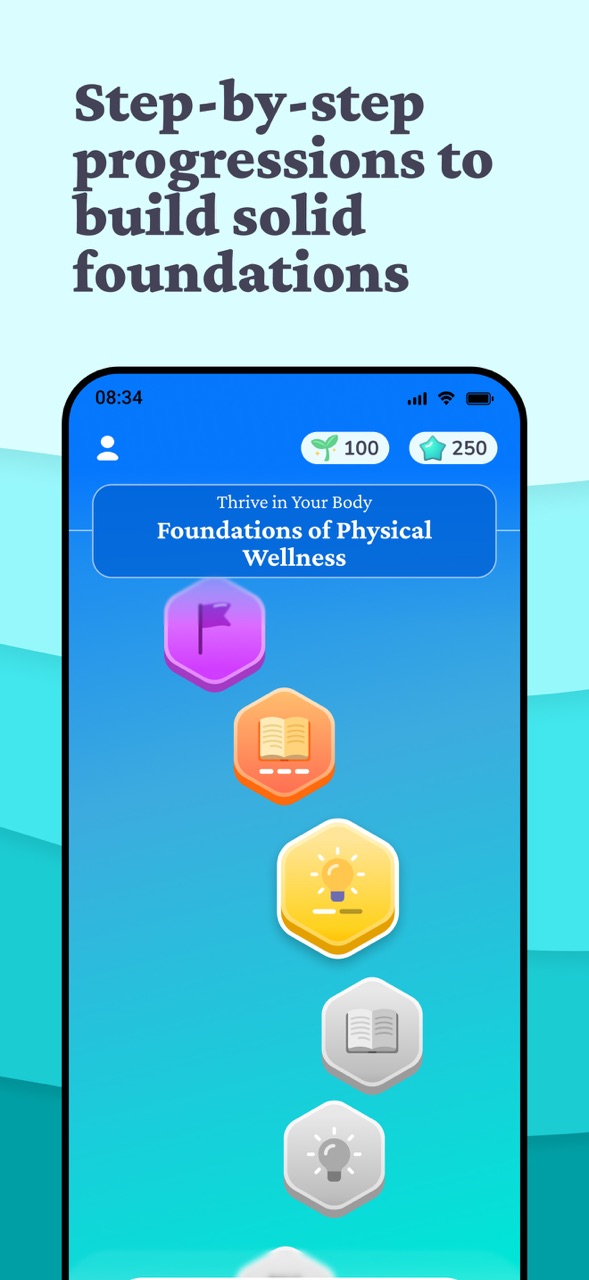 Step-by-step
progressions to
build solid
foundations
08:34
100
250
Thrive in Your Body
Foundations of Physical
Wellness